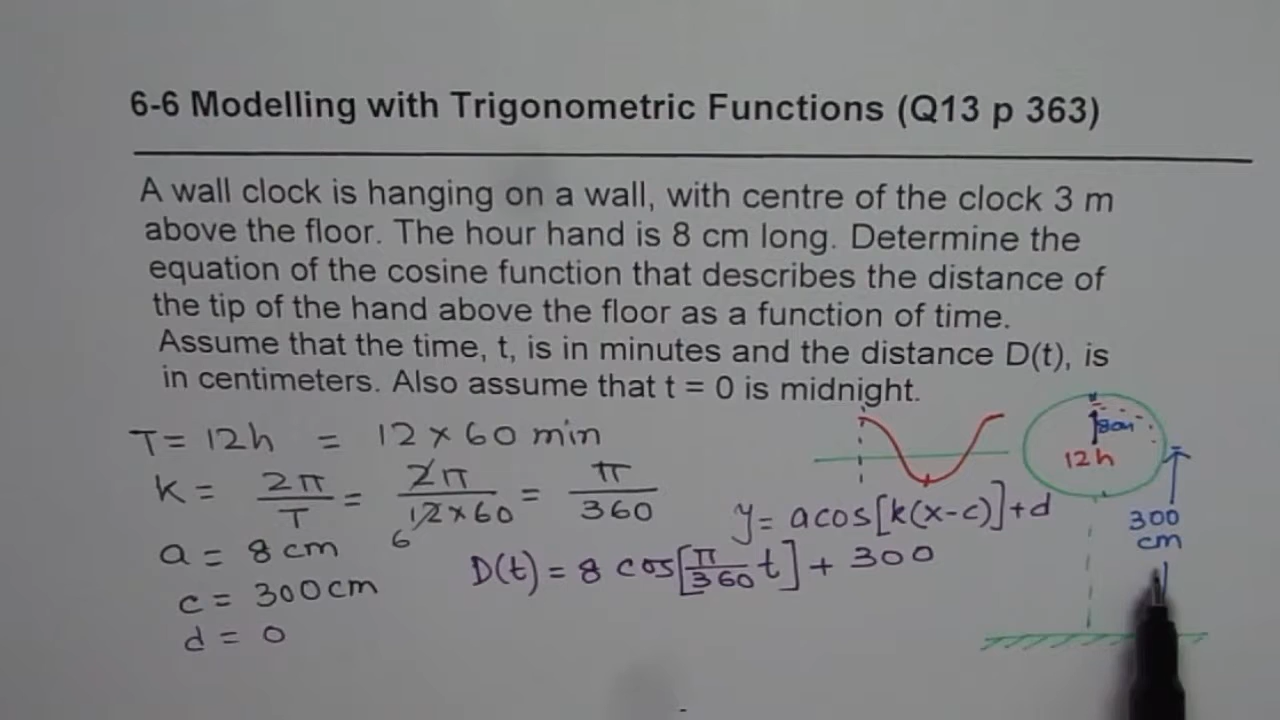 6-6 Modelling with Trigonometric Functions (Q13 p 363)
A wall clock is hanging on a wall, with centre of the clock 3 m
above the floor. The hour hand is 8 cm long. Determine the
equation of the cosine function that describes the distance of
the tip of the hand above the floor as a function of time.
Assume that the time, t, is in minutes and the distance D(t), is
in centimeters. Also assume that t = 0 is midnight.
T = 12h = 12 × 60 min
K = 2π/T = 2π/12×60 = π/360
6
a = 8 cm
c = 300cm
d = 0
y = a cos[k(x-c)]+d
D(t) = 8 cos[π/360 t] + 300
8cm
12h
300
cm